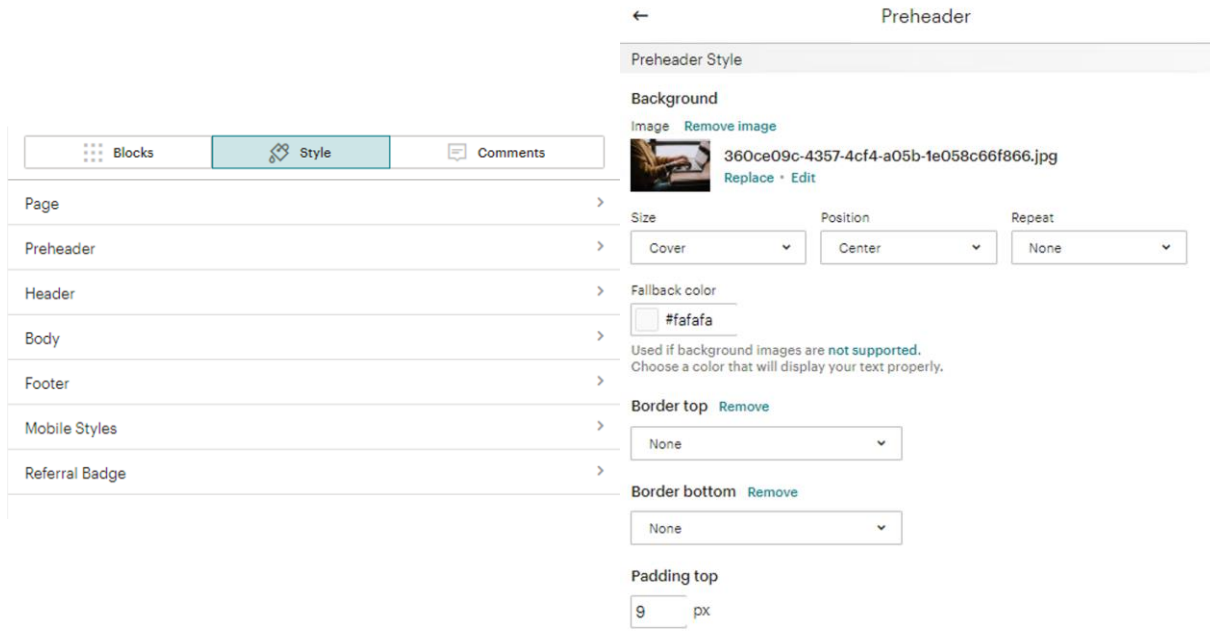 Blocks
Style
Comments
Page
Preheader
Header
Body
Footer
Mobile Styles
Referral Badge
Preheader
Preheader Style
Background
Image Remove image
360ce09c-4357-4cf4-a05b-1e058c66f866.jpg
Replace • Edit
Size Position Repeat
Cover Center None
Fallback color
#fafafa
Used if background images are not supported.
Choose a color that will display your text properly.
Border top Remove
None
Border bottom Remove
None
Padding top
9 px